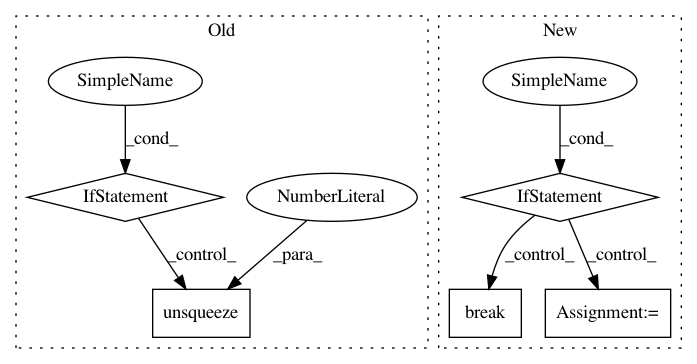 Old
New
SimpleName
SimpleName
_cond_
_cond_
IfStatement
NumberLiteral
IfStatement
_control_
_para_
_control_
_control_
unsqueeze
break
Assignment:=